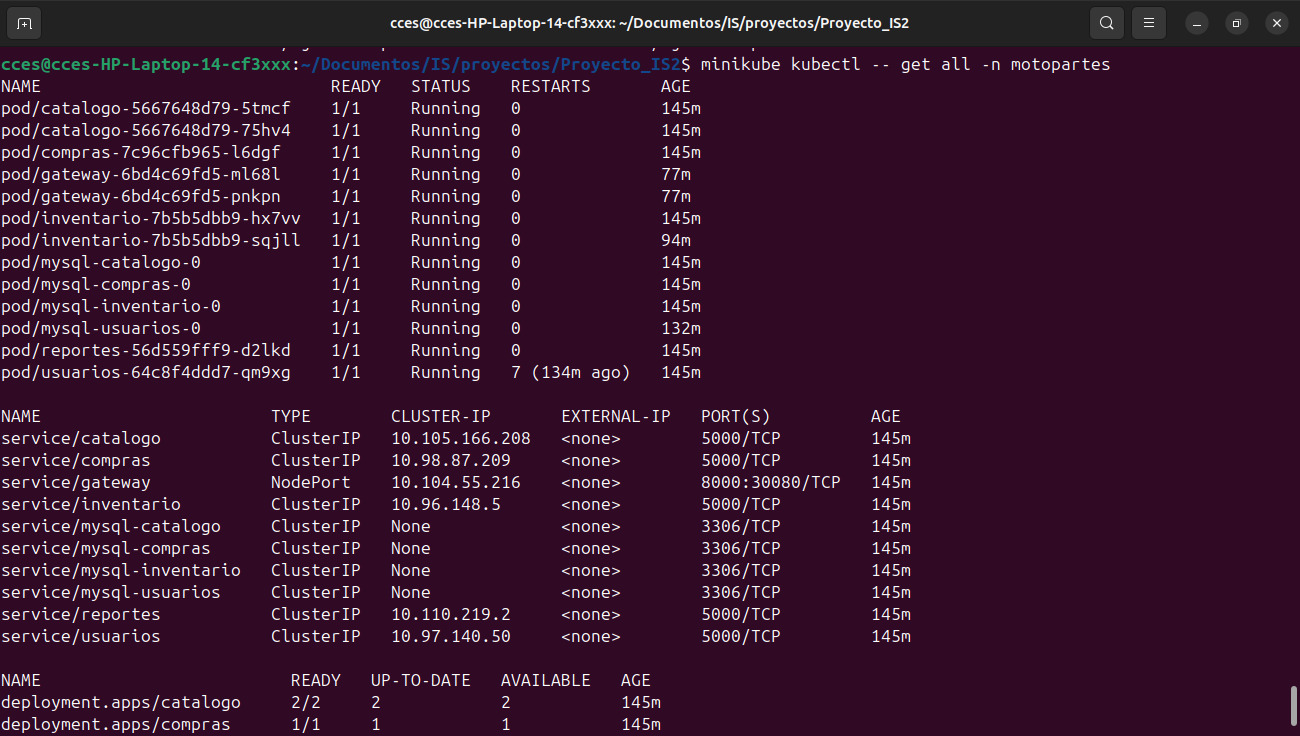 cces@cces-HP-Laptop-14-cf3xxx: ~/Documentos/IS/proyectos/Proyecto_IS2
cces@cces-HP-Laptop-14-cf3xxx:~/Documentos/IS/proyectos/Proyecto_IS2$ minikube kubectl -- get all -n motopartes
NAME READY STATUS RESTARTS AGE
pod/catalogo-5667648d79-5tmcf 1/1 Running 0 145m
pod/catalogo-5667648d79-75hv4 1/1 Running 0 145m
pod/compras-7c96cfb965-l6dgf 1/1 Running 0 145m
pod/gateway-6bd4c69fd5-ml68l 1/1 Running 0 77m
pod/gateway-6bd4c69fd5-pnkpn 1/1 Running 0 77m
pod/inventario-7b5b5dbb9-hx7vv 1/1 Running 0 145m
pod/inventario-7b5b5dbb9-sqjll 1/1 Running 0 94m
pod/mysql-catalogo-0 1/1 Running 0 145m
pod/mysql-compras-0 1/1 Running 0 145m
pod/mysql-inventario-0 1/1 Running 0 145m
pod/mysql-usuarios-0 1/1 Running 0 132m
pod/reportes-56d559fff9-d2lkd 1/1 Running 0 145m
pod/usuarios-64c8f4ddd7-qm9xg 1/1 Running 7 (134m ago) 145m
NAME TYPE CLUSTER-IP EXTERNAL-IP PORT(S) AGE
service/catalogo ClusterIP 10.105.166.208 <none> 5000/TCP 145m
service/compras ClusterIP 10.98.87.209 <none> 5000/TCP 145m
service/gateway NodePort 10.104.55.216 <none> 8000:30080/TCP 145m
service/inventario ClusterIP 10.96.148.5 <none> 5000/TCP 145m
service/mysql-catalogo ClusterIP None <none> 3306/TCP 145m
service/mysql-compras ClusterIP None <none> 3306/TCP 145m
service/mysql-inventario ClusterIP None <none> 3306/TCP 145m
service/mysql-usuarios ClusterIP None <none> 3306/TCP 145m
service/reportes ClusterIP 10.110.219.2 <none> 5000/TCP 145m
service/usuarios ClusterIP 10.97.140.50 <none> 5000/TCP 145m
NAME READY UP-TO-DATE AVAILABLE AGE
deployment.apps/catalogo 2/2 2 2 145m
deployment.apps/compras 1/1 1 1 145m